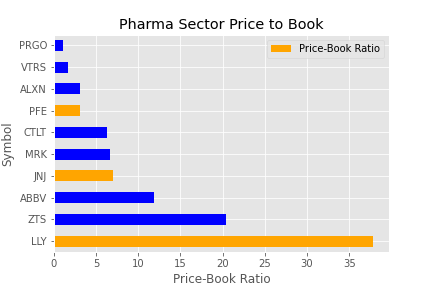 Pharma Sector Price to Book
Price-Book Ratio
Symbol
PRGO
VTRS
ALXN
PFE
CTLT
MRK
JNJ
ABBV
ZTS
LLY
0 5 10 15 20 25 30 35
Price-Book Ratio